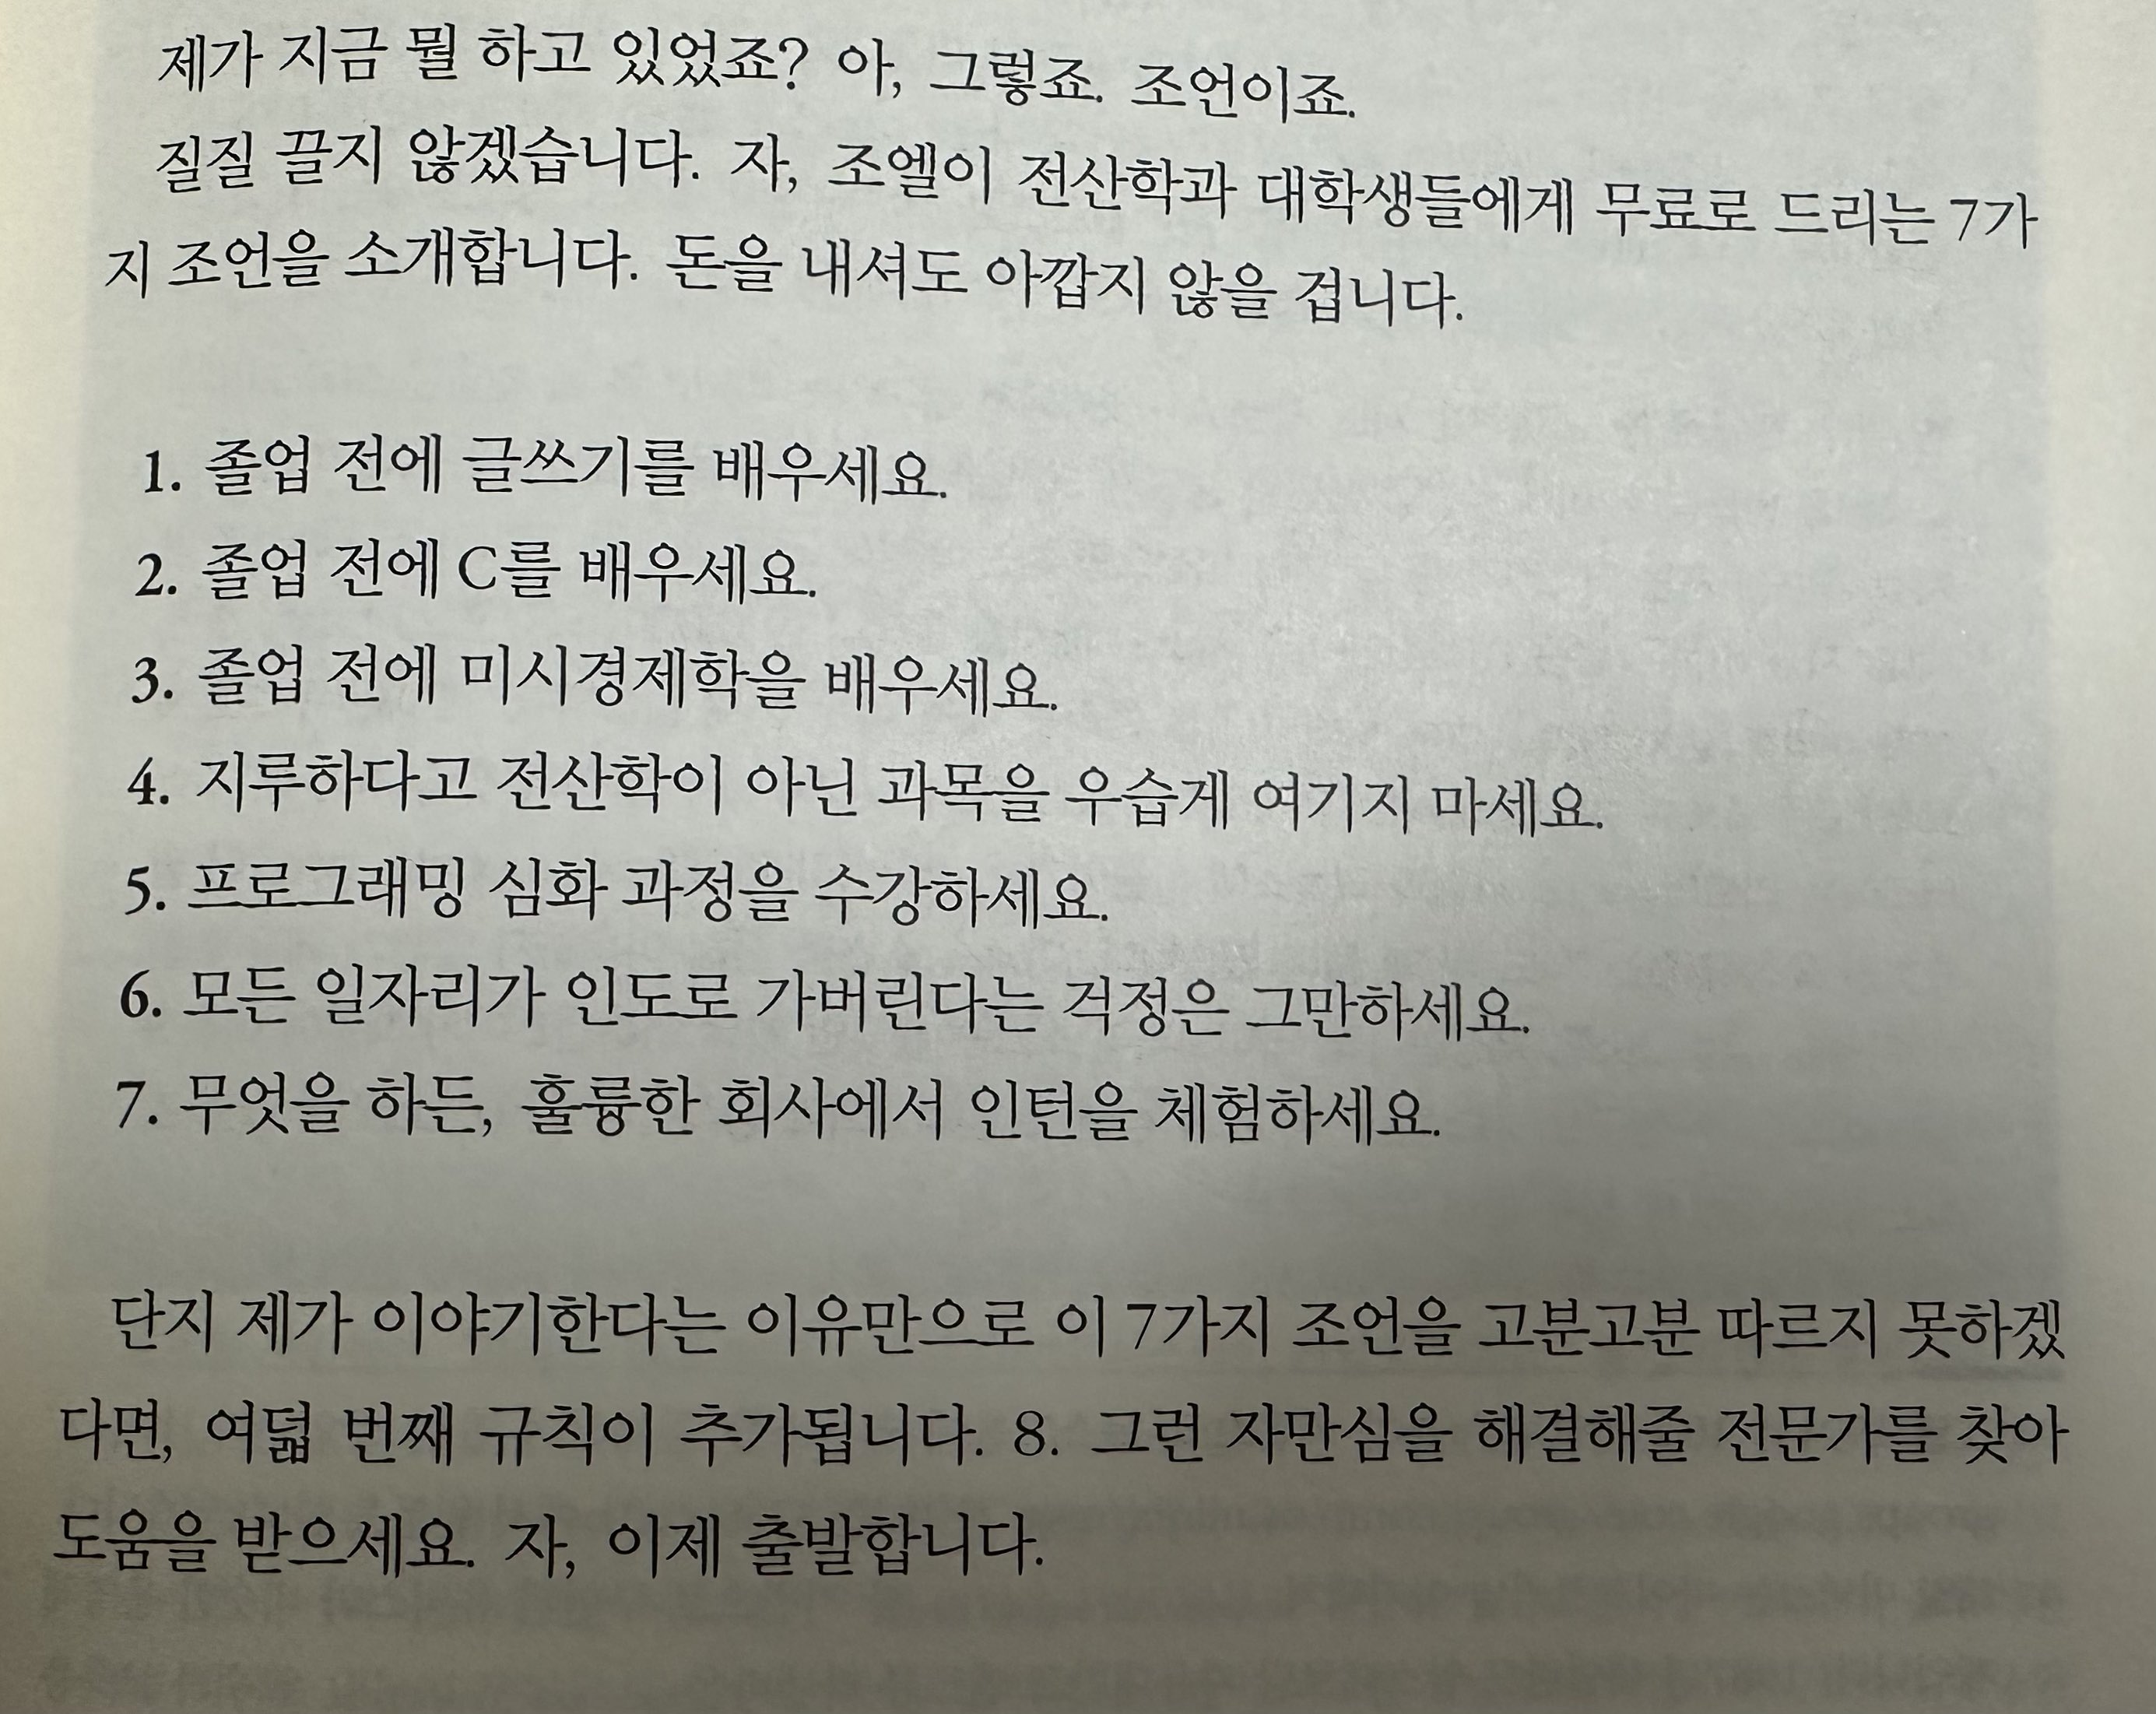 제가 지금 뭘 하고 있었죠? 아, 그렇죠. 조언이죠.
질질 끌지 않겠습니다. 자, 조엘이 전산학과 대학생들에게 무료로 드리는 7가
지 조언을 소개합니다. 돈을 내셔도 아깝지 않을 겁니다.
1. 졸업 전에 글쓰기를 배우세요.
2. 졸업 전에 C를 배우세요.
3. 졸업 전에 미시경제학을 배우세요.
4. 지루하다고 전산학이 아닌 과목을 우습게 여기지 마세요.
5. 프로그래밍 심화 과정을 수강하세요.
6. 모든 일자리가 인도로 가버린다는 걱정은 그만하세요.
7. 무엇을 하든, 훌륭한 회사에서 인턴을 체험하세요.
단지 제가 이야기한다는 이유만으로 이 7가지 조언을 고분고분 따르지 못하겠
다면, 여덟 번째 규칙이 추가됩니다. 8. 그런 자만심을 해결해줄 전문가를 찾아
도움을 받으세요. 자, 이제 출발합니다.